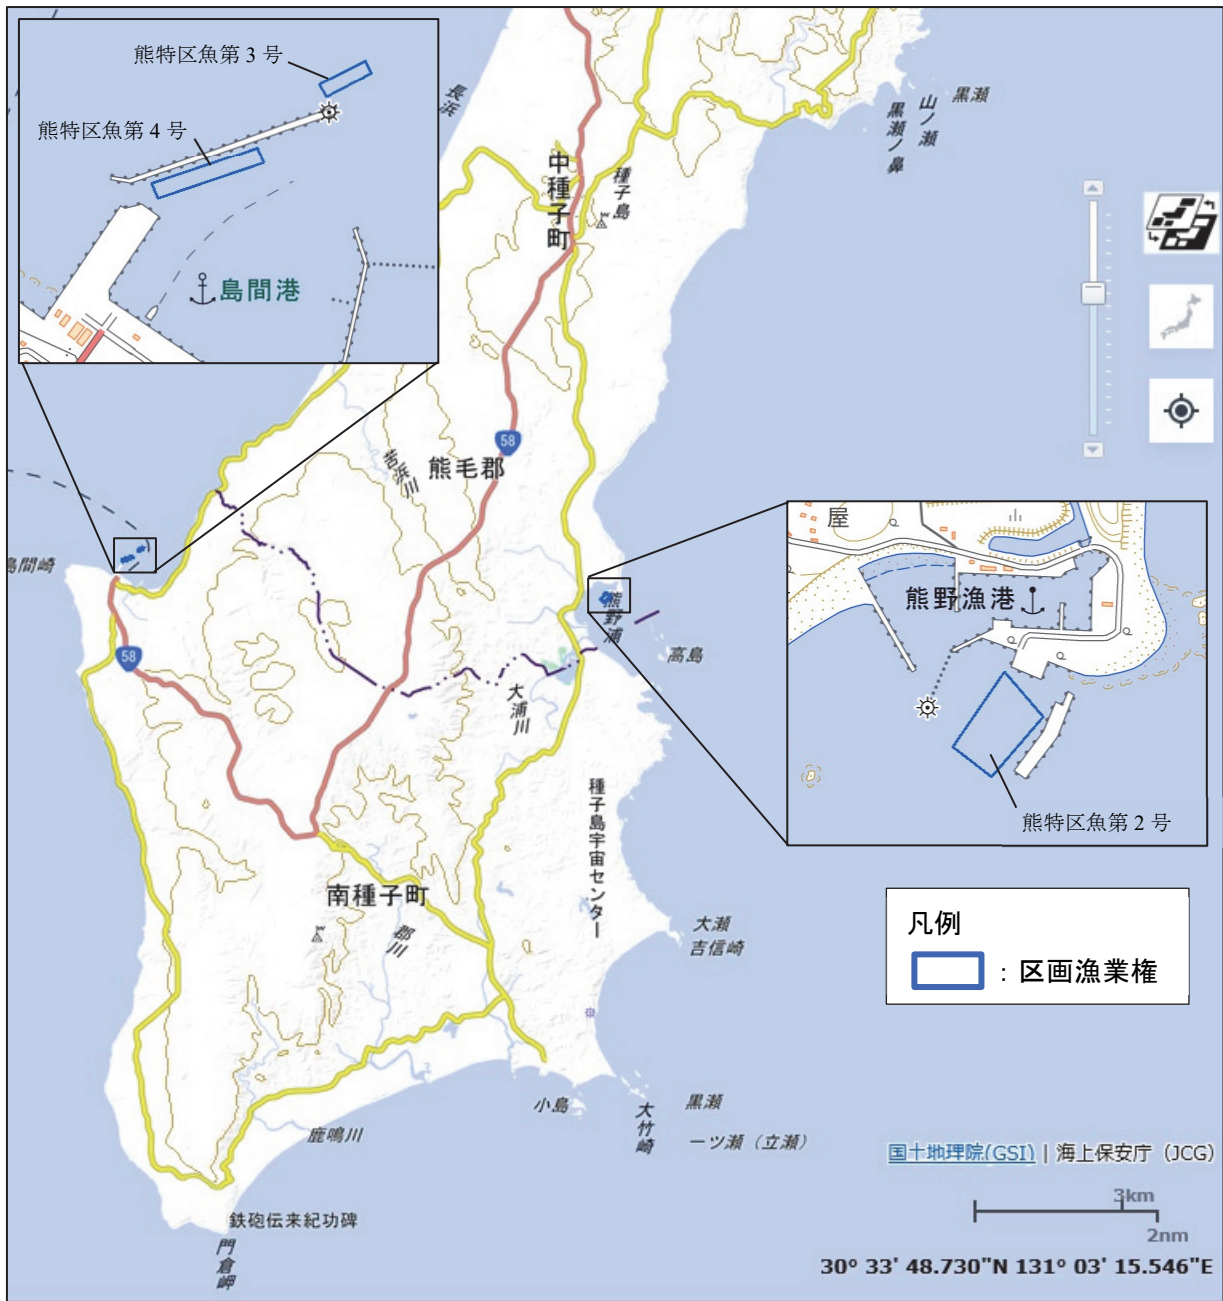 熊特区魚第 3 号
熊特区魚第 4 号
島間港
長浜
黒瀬
山ノ瀬
黒瀬ノ鼻
中種子町
種子島
58
苦浜川
熊毛郡
島間崎
58
熊野浦
高島
大浦川
屋
熊野漁港
熊特区魚第 2 号
種子島宇宙センター
南種子町
郡川
大瀬
吉信崎
凡例
：区画漁業権
小島
大竹崎
黒瀬
一ツ瀬（立瀬）
鹿鳴川
鉄砲伝来紀功碑
門倉岬
国土地理院(GSI) | 海上保安庁 (JCG)
3km
2nm
30° 33' 48.730"N 131° 03' 15.546"E